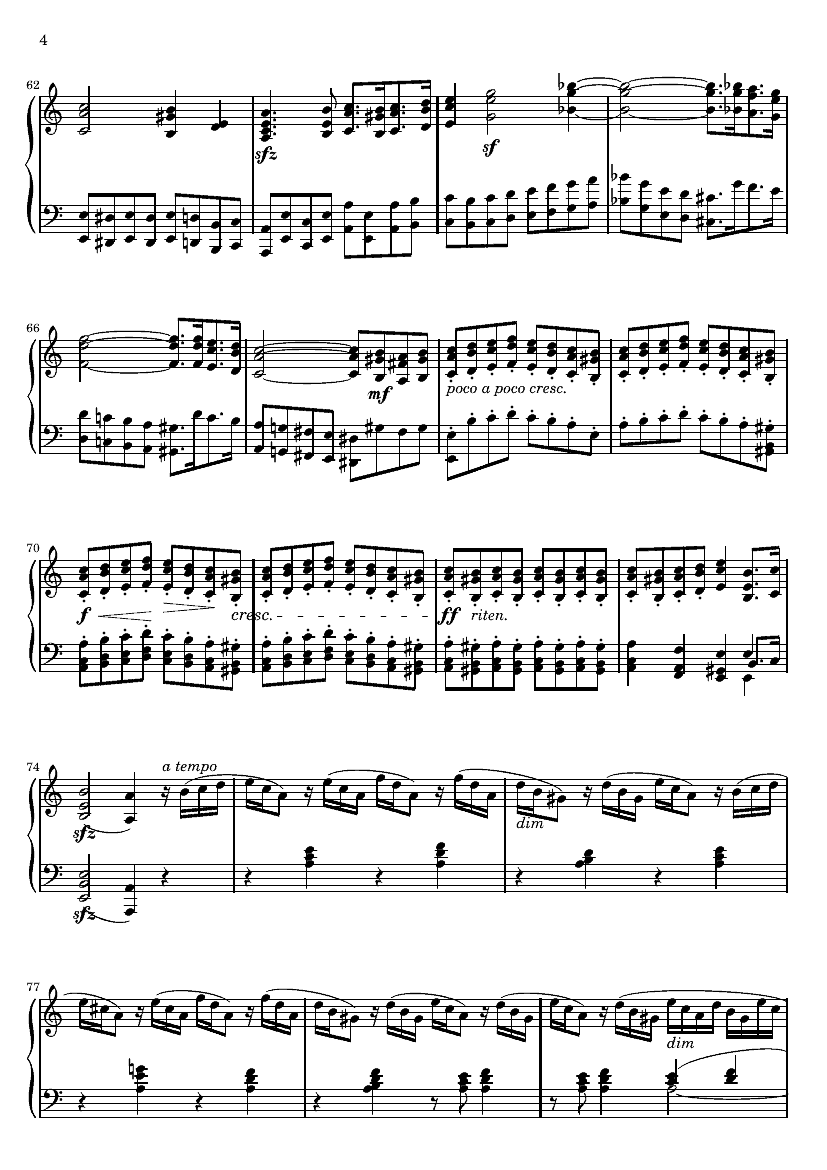 4
62
sfz
sf
66
mf
poco a poco cresc.
70
f
cresc.
ff
riten.
74
a tempo
sfz
dim
sfz
77
dim